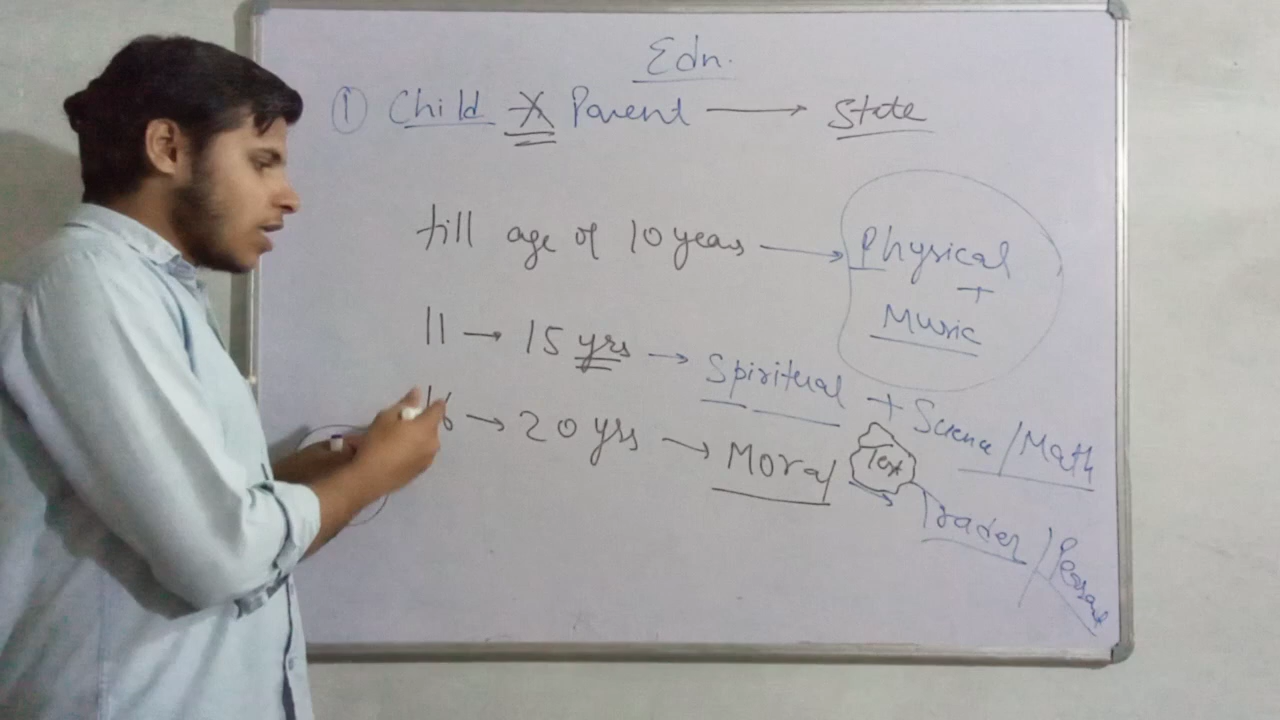 Edn.
① Child X Parent → State
till age of 10 years → Physical
+
Music
11 → 15 yrs → Spiritual + Science / Math
16 → 20 yrs → Moral
Text → Trader / Peasant